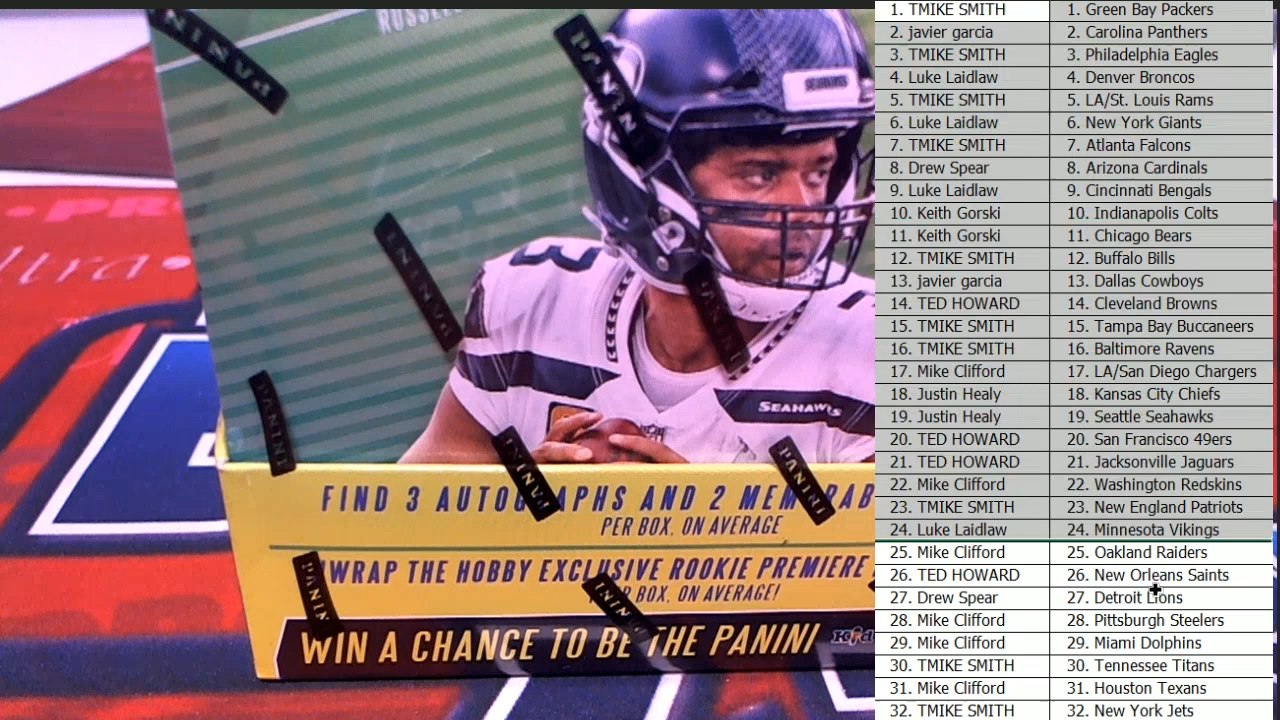 RUSSELL
PANINI
PANINI
PANINI
SEAHAWKS
3
SEAHAWKS
PANINI
PANINI
PANINI
FIND 3 AUTOGRAPHS AND 2 MEMORAB
PER BOX, ON AVERAGE
WRAP THE HOBBY EXCLUSIVE ROOKIE PREMIERE
BOX, ON AVERAGE!
PANINI
PANINI
WIN A CHANCE TO BE THE PANINI
1. TMIKE SMITH 1. Green Bay Packers
2. javier garcia 2. Carolina Panthers
3. TMIKE SMITH 3. Philadelphia Eagles
4. Luke Laidlaw 4. Denver Broncos
5. TMIKE SMITH 5. LA/St. Louis Rams
6. Luke Laidlaw 6. New York Giants
7. TMIKE SMITH 7. Atlanta Falcons
8. Drew Spear 8. Arizona Cardinals
9. Luke Laidlaw 9. Cincinnati Bengals
10. Keith Gorski 10. Indianapolis Colts
11. Keith Gorski 11. Chicago Bears
12. TMIKE SMITH 12. Buffalo Bills
13. javier garcia 13. Dallas Cowboys
14. TED HOWARD 14. Cleveland Browns
15. TMIKE SMITH 15. Tampa Bay Buccaneers
16. TMIKE SMITH 16. Baltimore Ravens
17. Mike Clifford 17. LA/San Diego Chargers
18. Justin Healy 18. Kansas City Chiefs
19. Justin Healy 19. Seattle Seahawks
20. TED HOWARD 20. San Francisco 49ers
21. TED HOWARD 21. Jacksonville Jaguars
22. Mike Clifford 22. Washington Redskins
23. TMIKE SMITH 23. New England Patriots
24. Luke Laidlaw 24. Minnesota Vikings
25. Mike Clifford 25. Oakland Raiders
26. TED HOWARD 26. New Orleans Saints
27. Drew Spear 27. Detroit Lions
28. Mike Clifford 28. Pittsburgh Steelers
29. Mike Clifford 29. Miami Dolphins
30. TMIKE SMITH 30. Tennessee Titans
31. Mike Clifford 31. Houston Texans
32. TMIKE SMITH 32. New York Jets